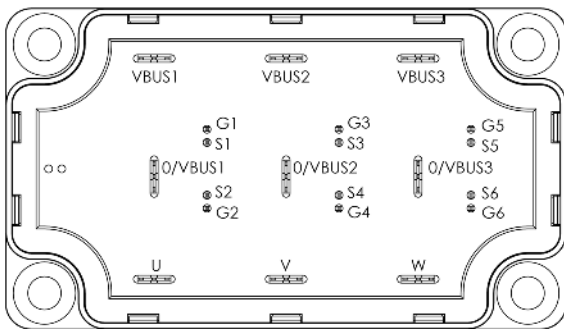 VBUS1 VBUS2 VBUS3
G1 G3 G5
S1 S3 S5
0/VBUS1 0/VBUS2 0/VBUS3
S2 S4 S6
G2 G4 G6
U V W